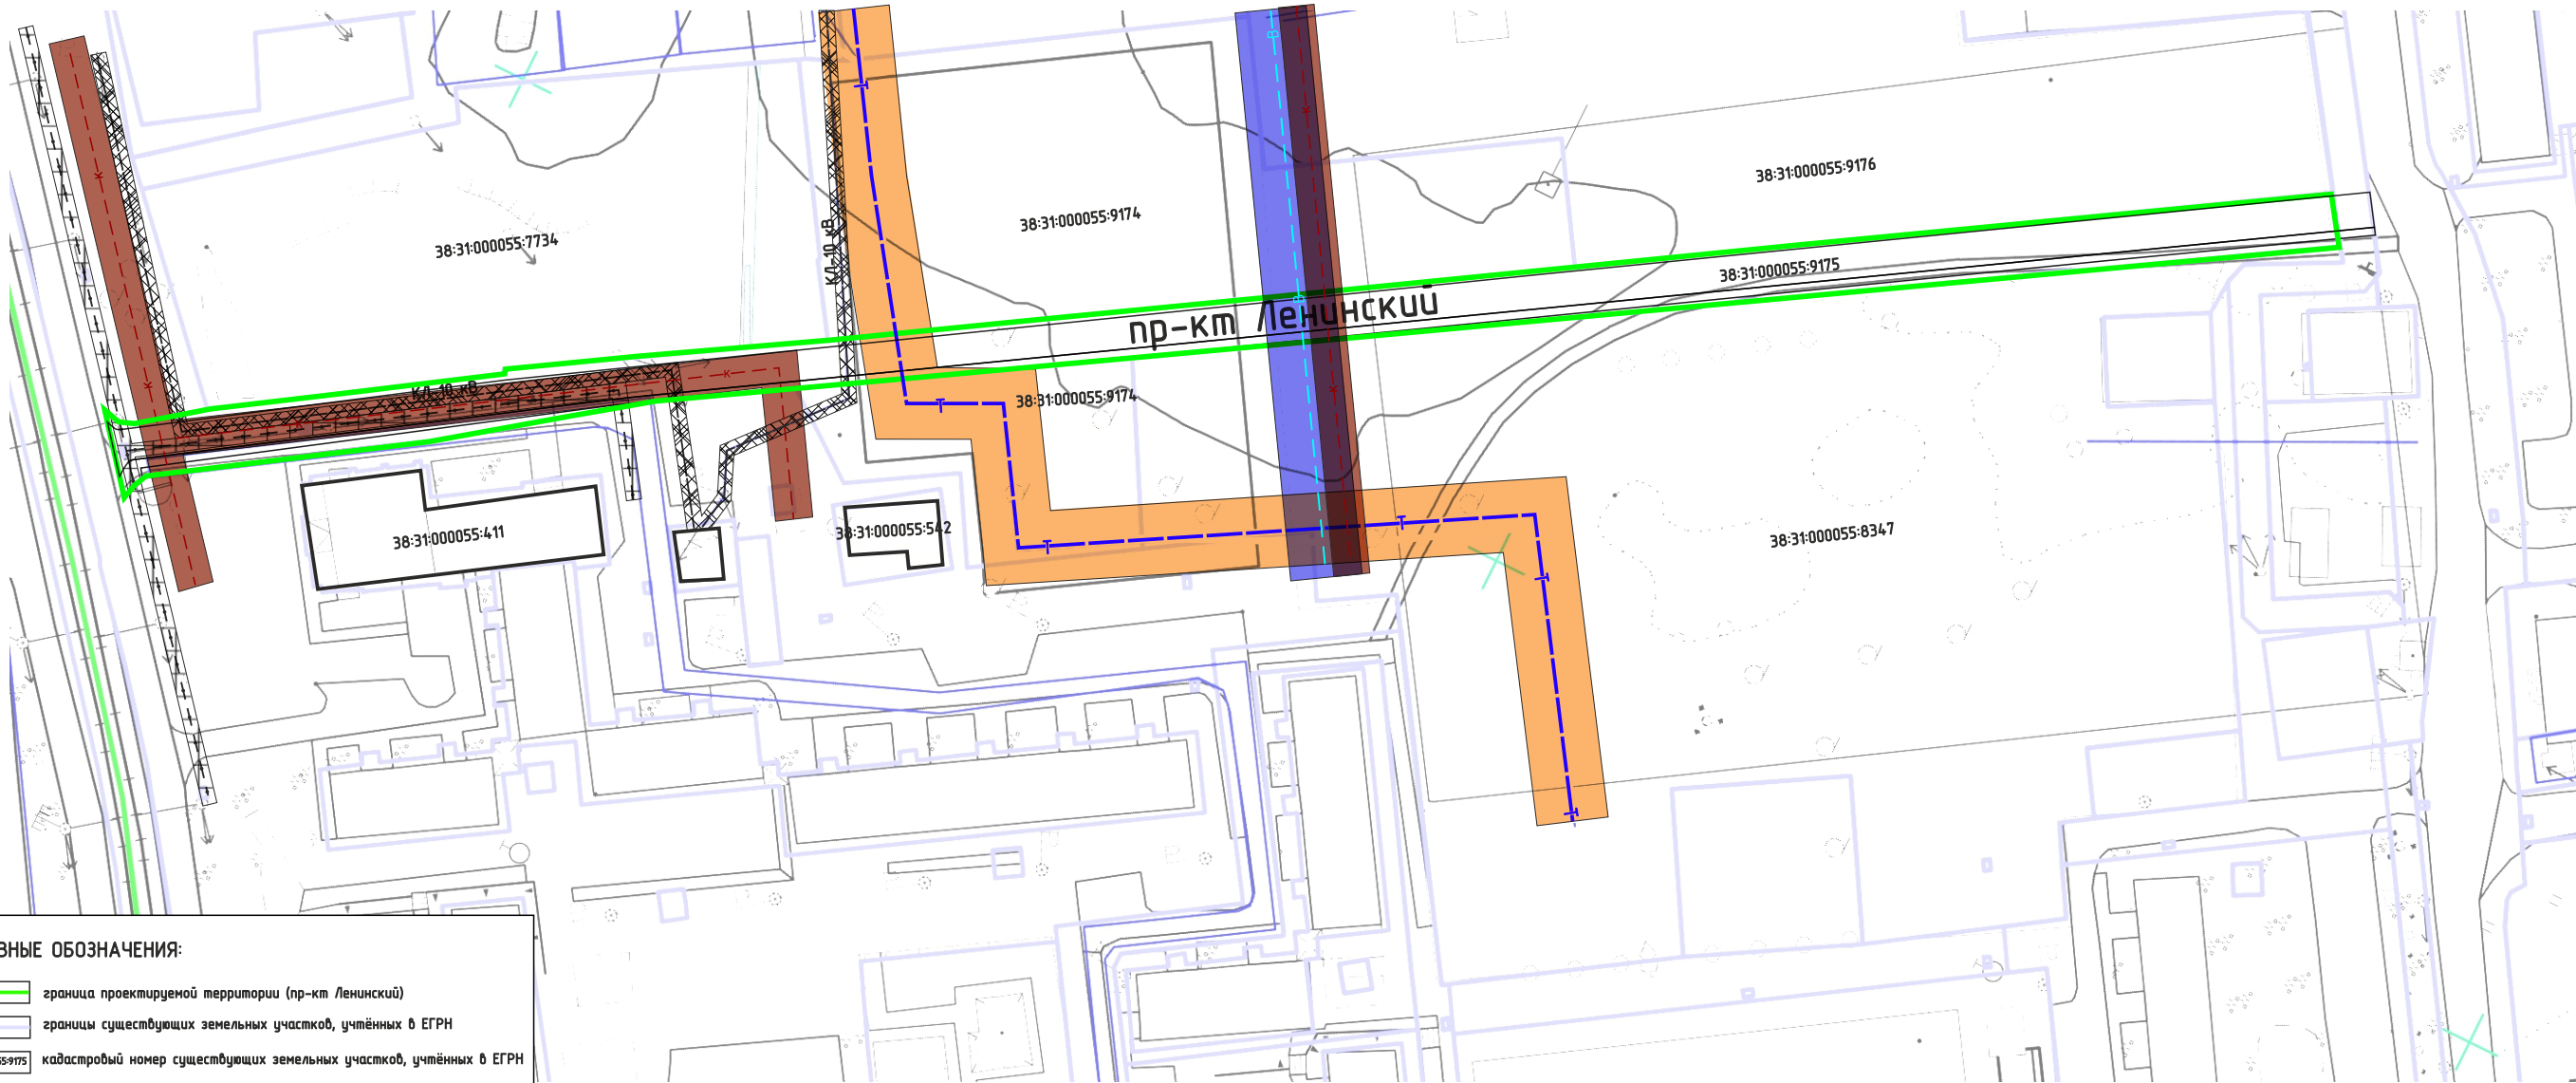 38:31:000055:9176
38:31:000055:9174
38:31:000055:7734
КЛ-10 кВ
38:31:000055:9175
пр-кт Ленинский
КЛ-10 кВ
38:31:000055:9174
38:31:000055:411
38:31:000055:542
38:31:000055:8347
В
В
К
К
К
К
К
К
Т
Т
Т
Т
Т
Т
ВНЫЕ ОБОЗНАЧЕНИЯ:
граница проектируемой территории (пр-кт Ленинский)
границы существующих земельных участков, учтённых в ЕГРН
55:9175 кадастровый номер существующих земельных участков, учтённых в ЕГРН